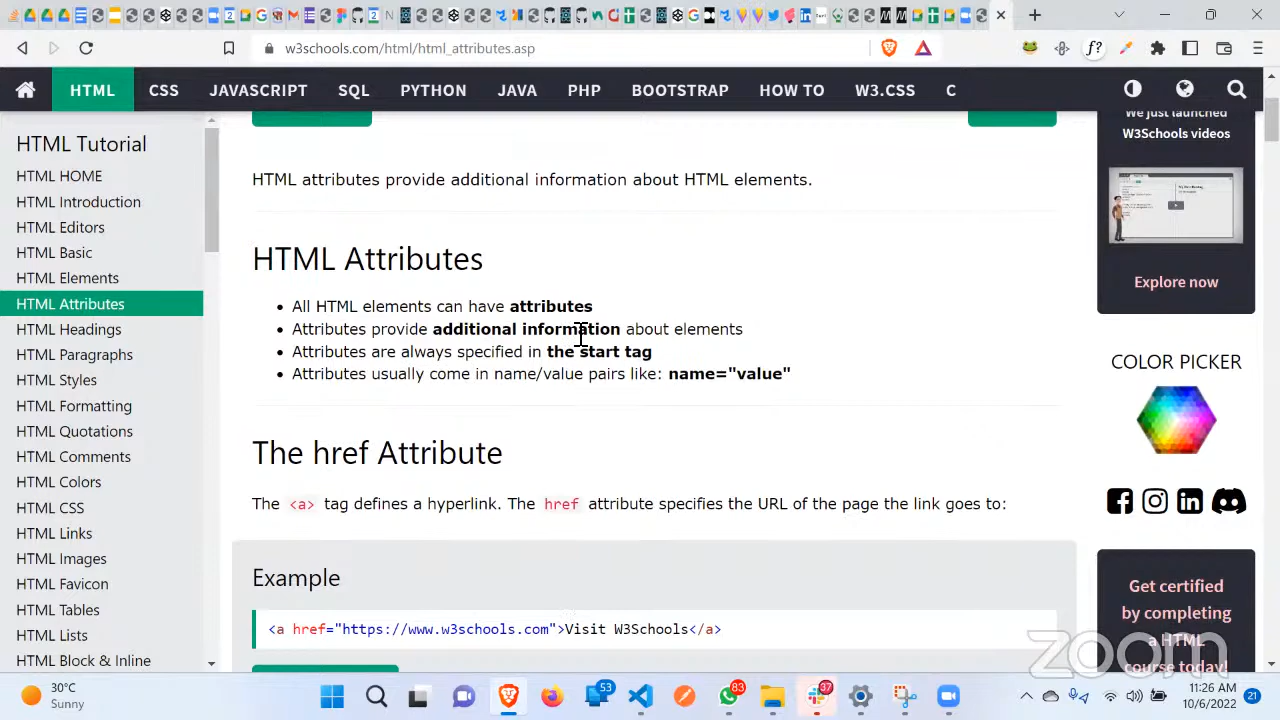 w3schools.com/html/html_attributes.asp
HTML CSS JAVASCRIPT SQL PYTHON JAVA PHP BOOTSTRAP HOW TO W3.CSS C
HTML Tutorial
HTML HOME
HTML Introduction
HTML Editors
HTML Basic
HTML Elements
HTML Attributes
HTML Headings
HTML Paragraphs
HTML Styles
HTML Formatting
HTML Quotations
HTML Comments
HTML Colors
HTML CSS
HTML Links
HTML Images
HTML Favicon
HTML Tables
HTML Lists
HTML Block & Inline
HTML attributes provide additional information about HTML elements.
HTML Attributes
• All HTML elements can have attributes
• Attributes provide additional information about elements
• Attributes are always specified in the start tag
• Attributes usually come in name/value pairs like: name="value"
The href Attribute
The <a> tag defines a hyperlink. The href attribute specifies the URL of the page the link goes to:
Example
<a href="https://www.w3schools.com">Visit W3Schools</a>
We just launched
W3Schools videos
Explore now
COLOR PICKER
Get certified
by completing
a HTML
course today!
zoom
30°C
Sunny
53
83
37
11:26 AM
10/6/2022
21